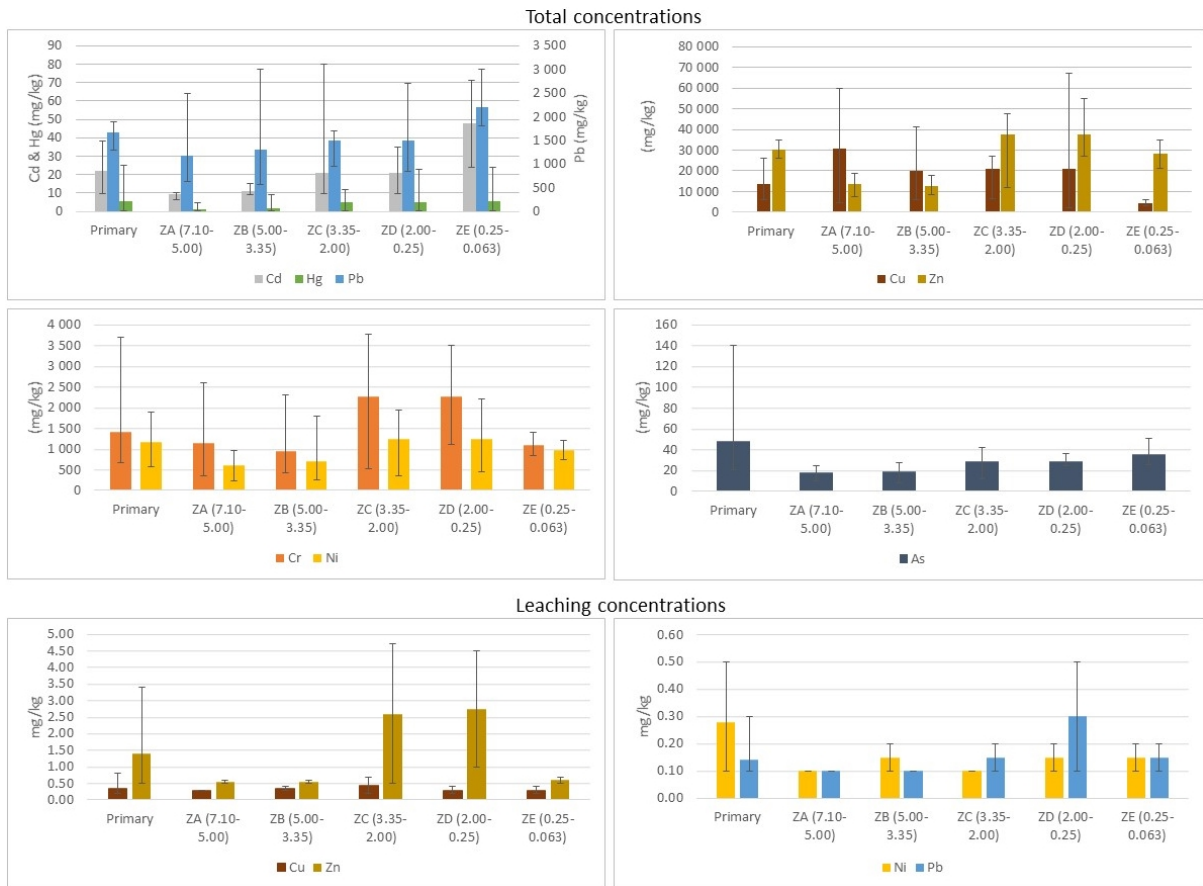 Total concentrations
90
80
70
60
50
40
30
20
10
0
Cd & Hg (mg/kg)
3 500
3 000
2 500
2 000
1 500
1 000
500
0
Pb (mg/kg)
Primary ZA (7.10- ZB (5.00- ZC (3.35- ZD (2.00- ZE (0.25-
5.00) 3.35) 2.00) 0.25) 0.063)
Cd Hg Pb
80 000
70 000
60 000
50 000
40 000
30 000
20 000
10 000
0
(mg/kg)
Primary ZA (7.10- ZB (5.00- ZC (3.35- ZD (2.00- ZE (0.25-
5.00) 3.35) 2.00) 0.25) 0.063)
Cu Zn
4 000
3 500
3 000
2 500
2 000
1 500
1 000
500
0
(mg/kg)
Primary ZA (7.10- ZB (5.00- ZC (3.35- ZD (2.00- ZE (0.25-
5.00) 3.35) 2.00) 0.25) 0.063)
Cr Ni
160
140
120
100
80
60
40
20
0
(mg/kg)
Primary ZA (7.10- ZB (5.00- ZC (3.35- ZD (2.00- ZE (0.25-
5.00) 3.35) 2.00) 0.25) 0.063)
As
Leaching concentrations
5.00
4.50
4.00
3.50
3.00
2.50
2.00
1.50
1.00
0.50
0.00
mg/kg
Primary ZA (7.10- ZB (5.00- ZC (3.35- ZD (2.00- ZE (0.25-
5.00) 3.35) 2.00) 0.25) 0.063)
Cu Zn
0.60
0.50
0.40
0.30
0.20
0.10
0.00
mg/kg
Primary ZA (7.10- ZB (5.00- ZC (3.35- ZD (2.00- ZE (0.25-
5.00) 3.35) 2.00) 0.25) 0.063)
Ni Pb